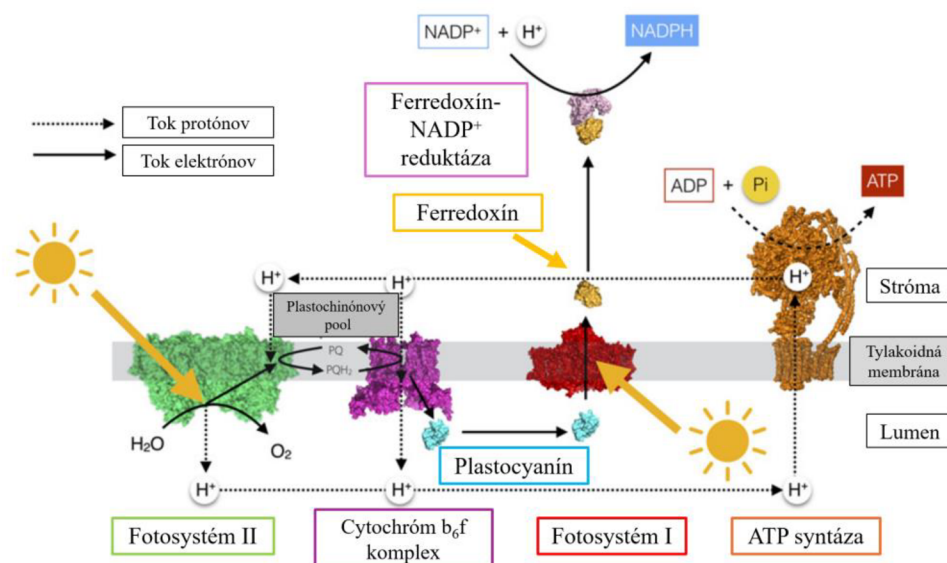 NADP+ + H+ NADPH
Ferredoxín-
NADP+
reduktáza
Tok protónov
Tok elektrónov
ADP + Pi ATP
Ferredoxín
H+ H+ H+
Stróma
Plastochinónový
pool
PQ
PQH2
Tylakoidná
membrána
H2O O2
Plastocyanín
Lumen
H+ H+ H+
Fotosystém II
Cytochróm b6f
komplex
Fotosystém I
ATP syntáza